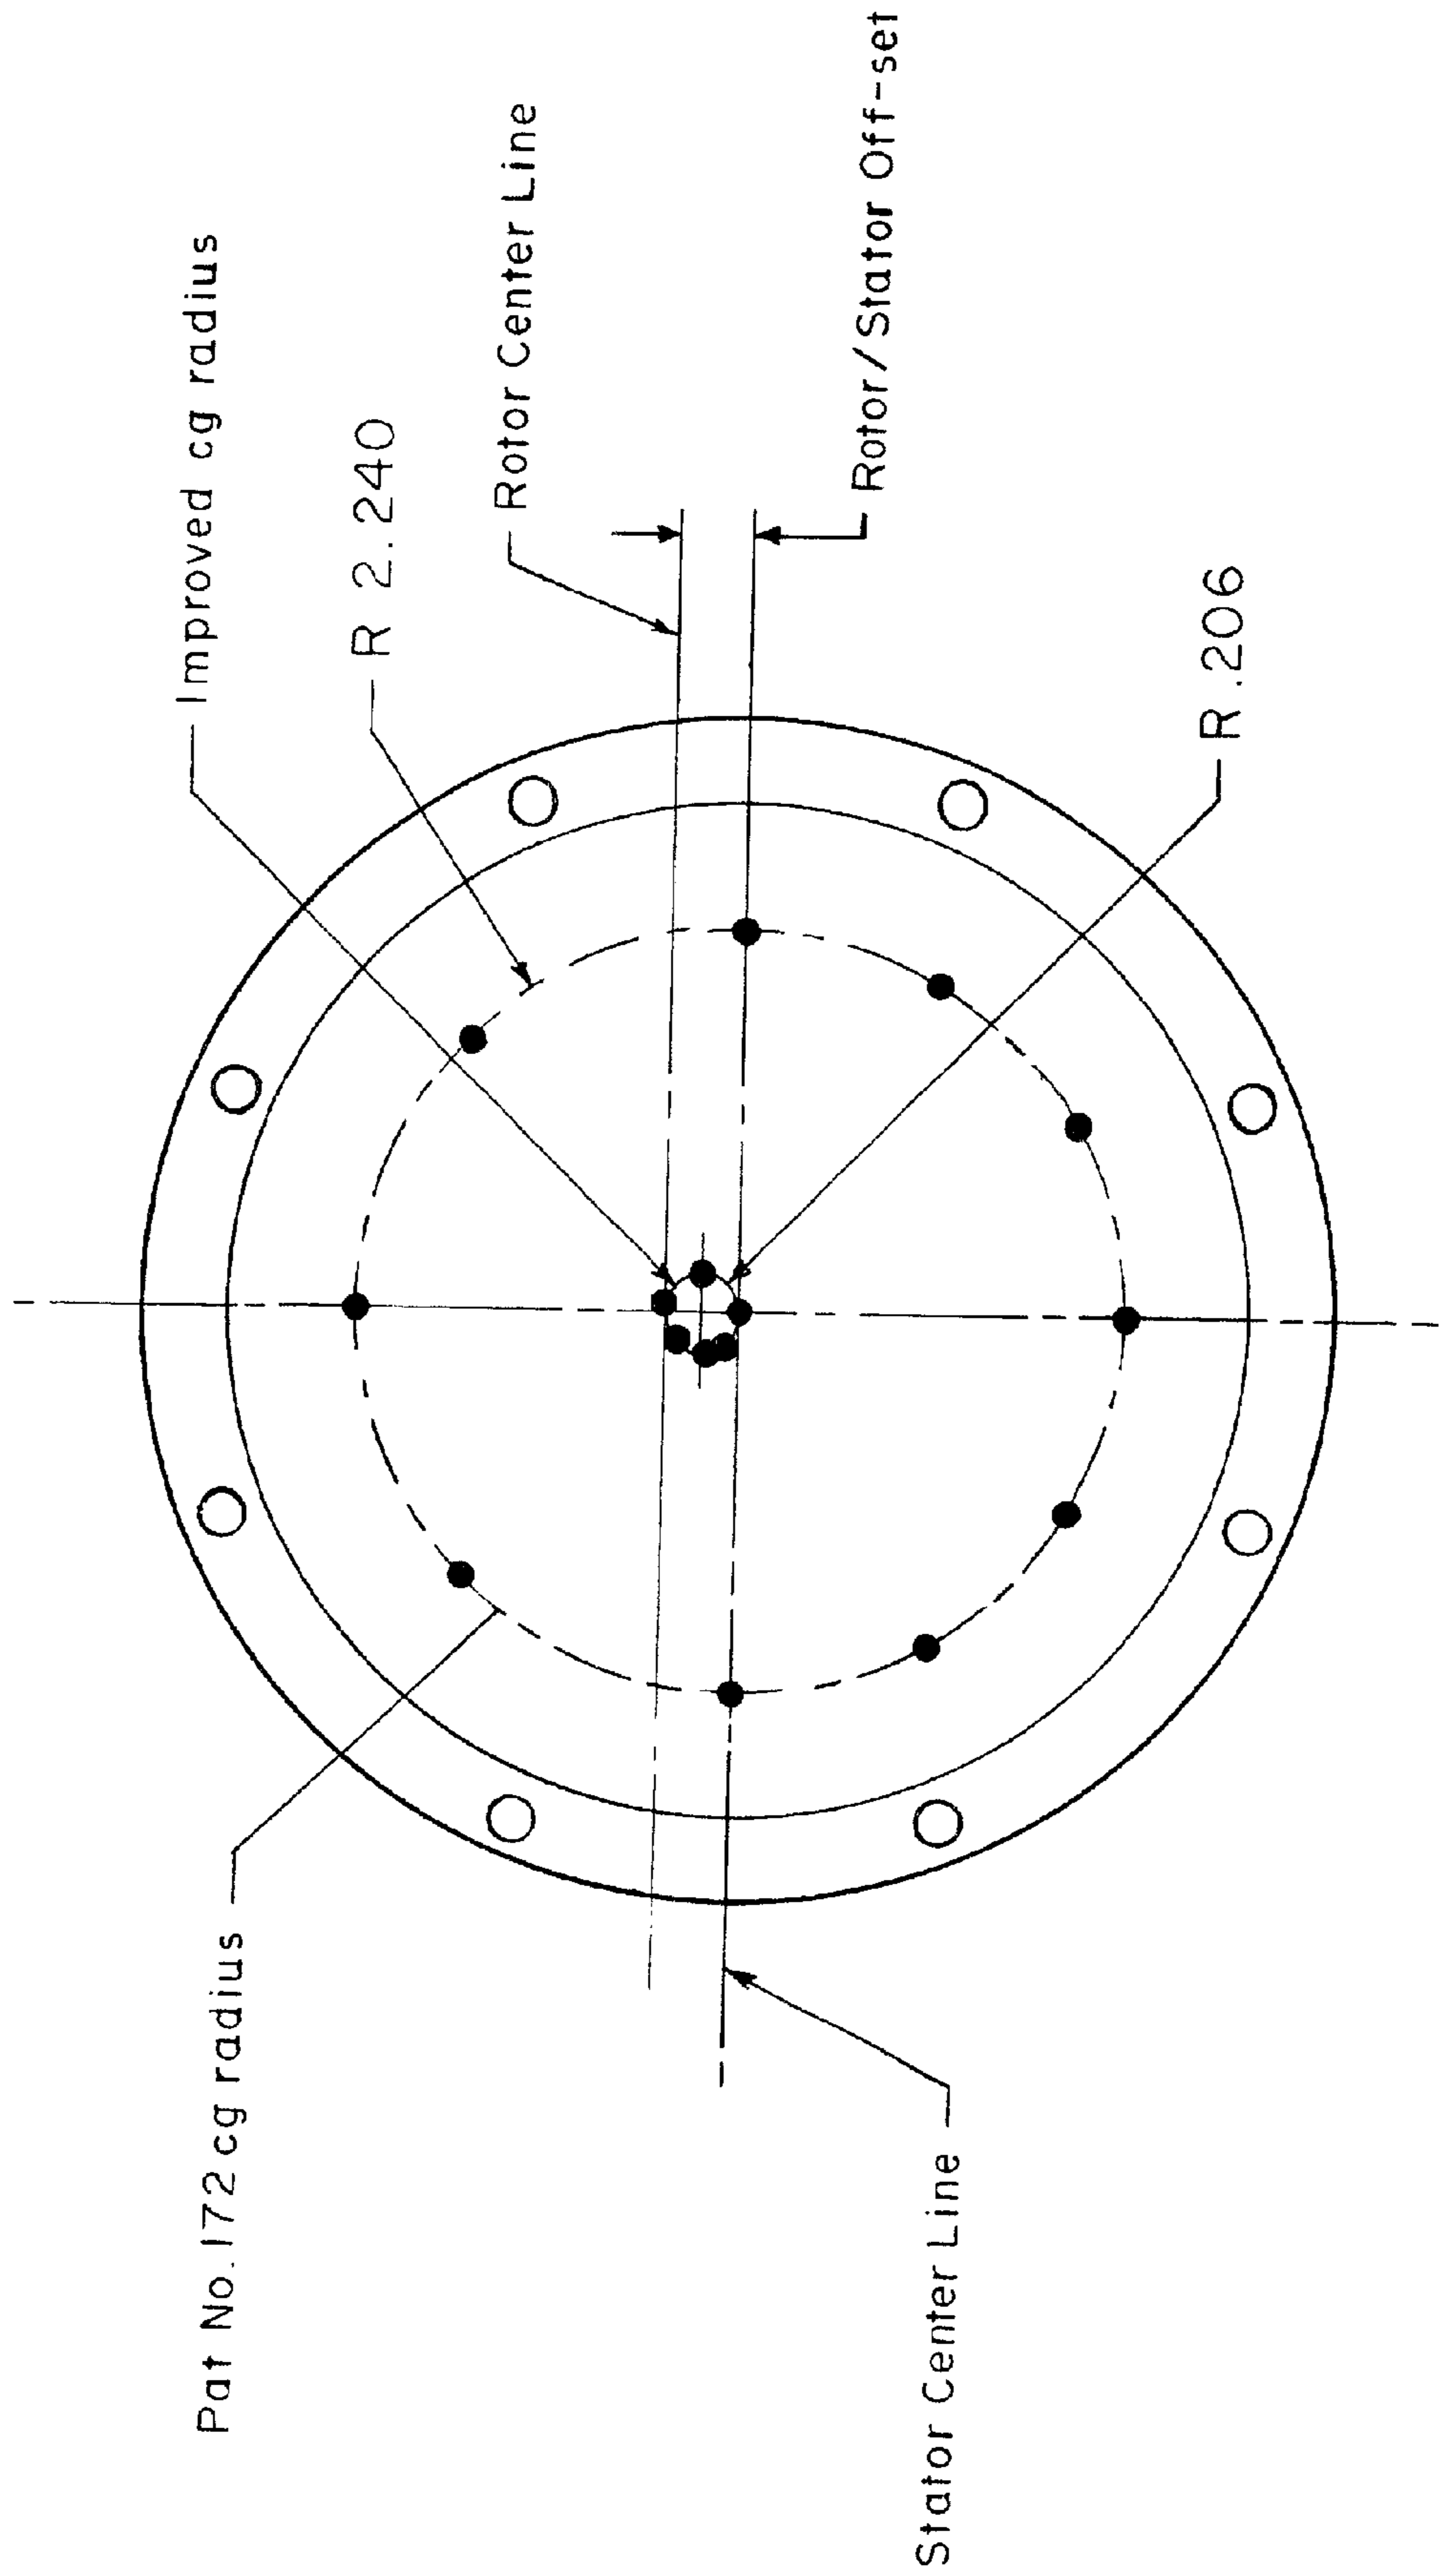 Improved cg radius
R 2.240
Rotor Center Line
Rotor/Stator Off-set
R .206
Pat No. 172 cg radius
Stator Center Line